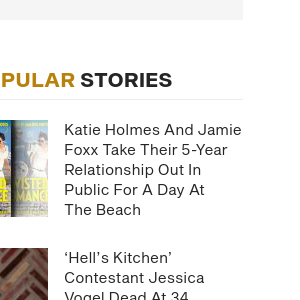 PULAR STORIES
Katie Holmes And Jamie
Foxx Take Their 5-Year
Relationship Out In
Public For A Day At
The Beach
‘Hell’s Kitchen’
Contestant Jessica
Vogel Dead At 34